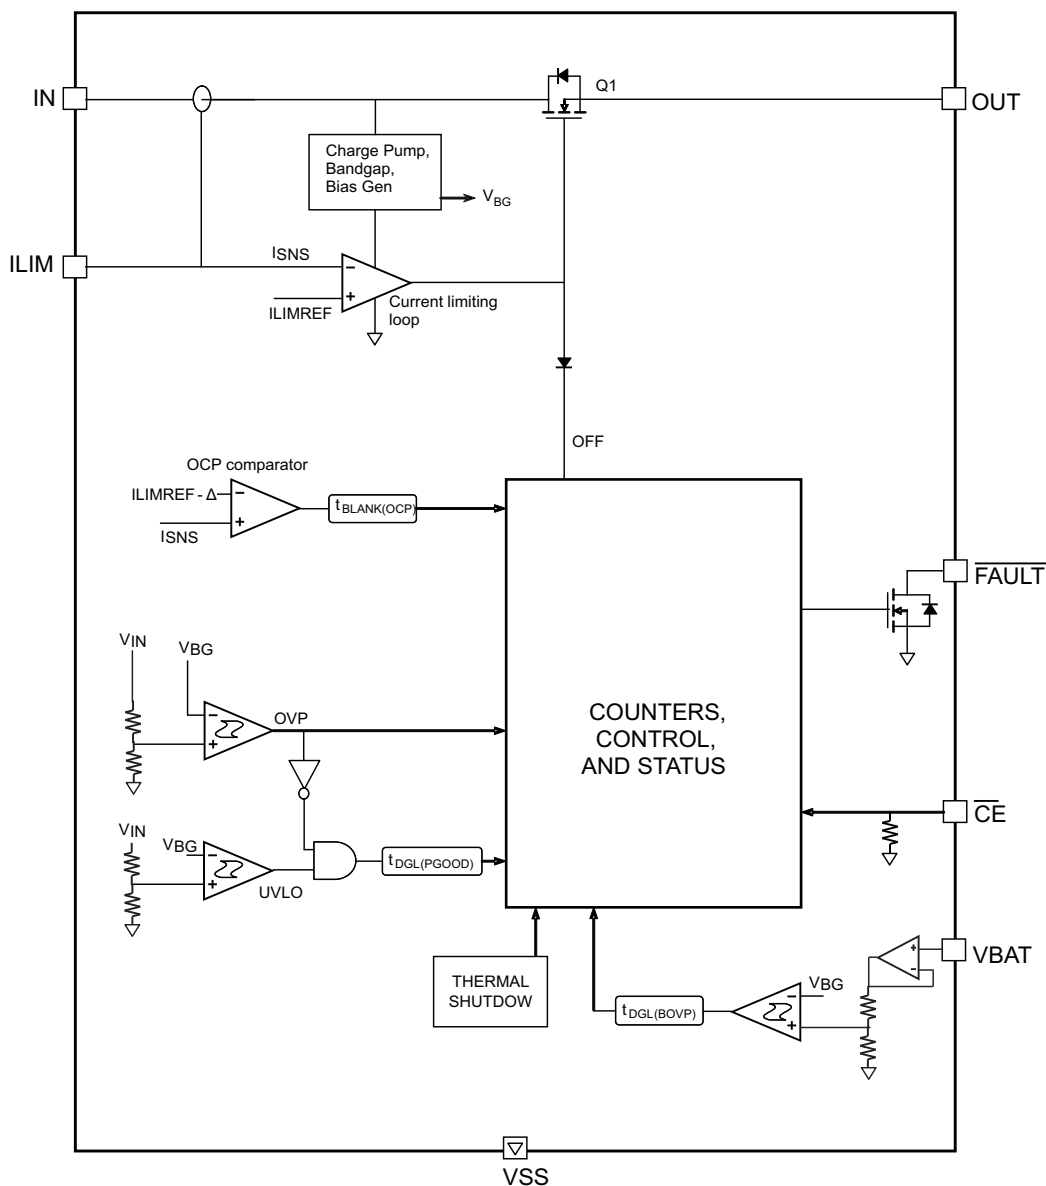 Q1
IN
OUT
Charge Pump,
Bandgap,
Bias Gen
VBG
ILIM
ISNS
ILIMREF
Current limiting
loop
OFF
OCP comparator
ILIMREF - Δ
tBLANK(OCP)
ISNS
FAULT
VIN
VBG
OVP
COUNTERS,
CONTROL,
AND STATUS
CE
VIN
VBG
tDGL(PGOOD)
UVLO
VBAT
THERMAL
SHUTDOW
VBG
tDGL(BOVP)
VSS